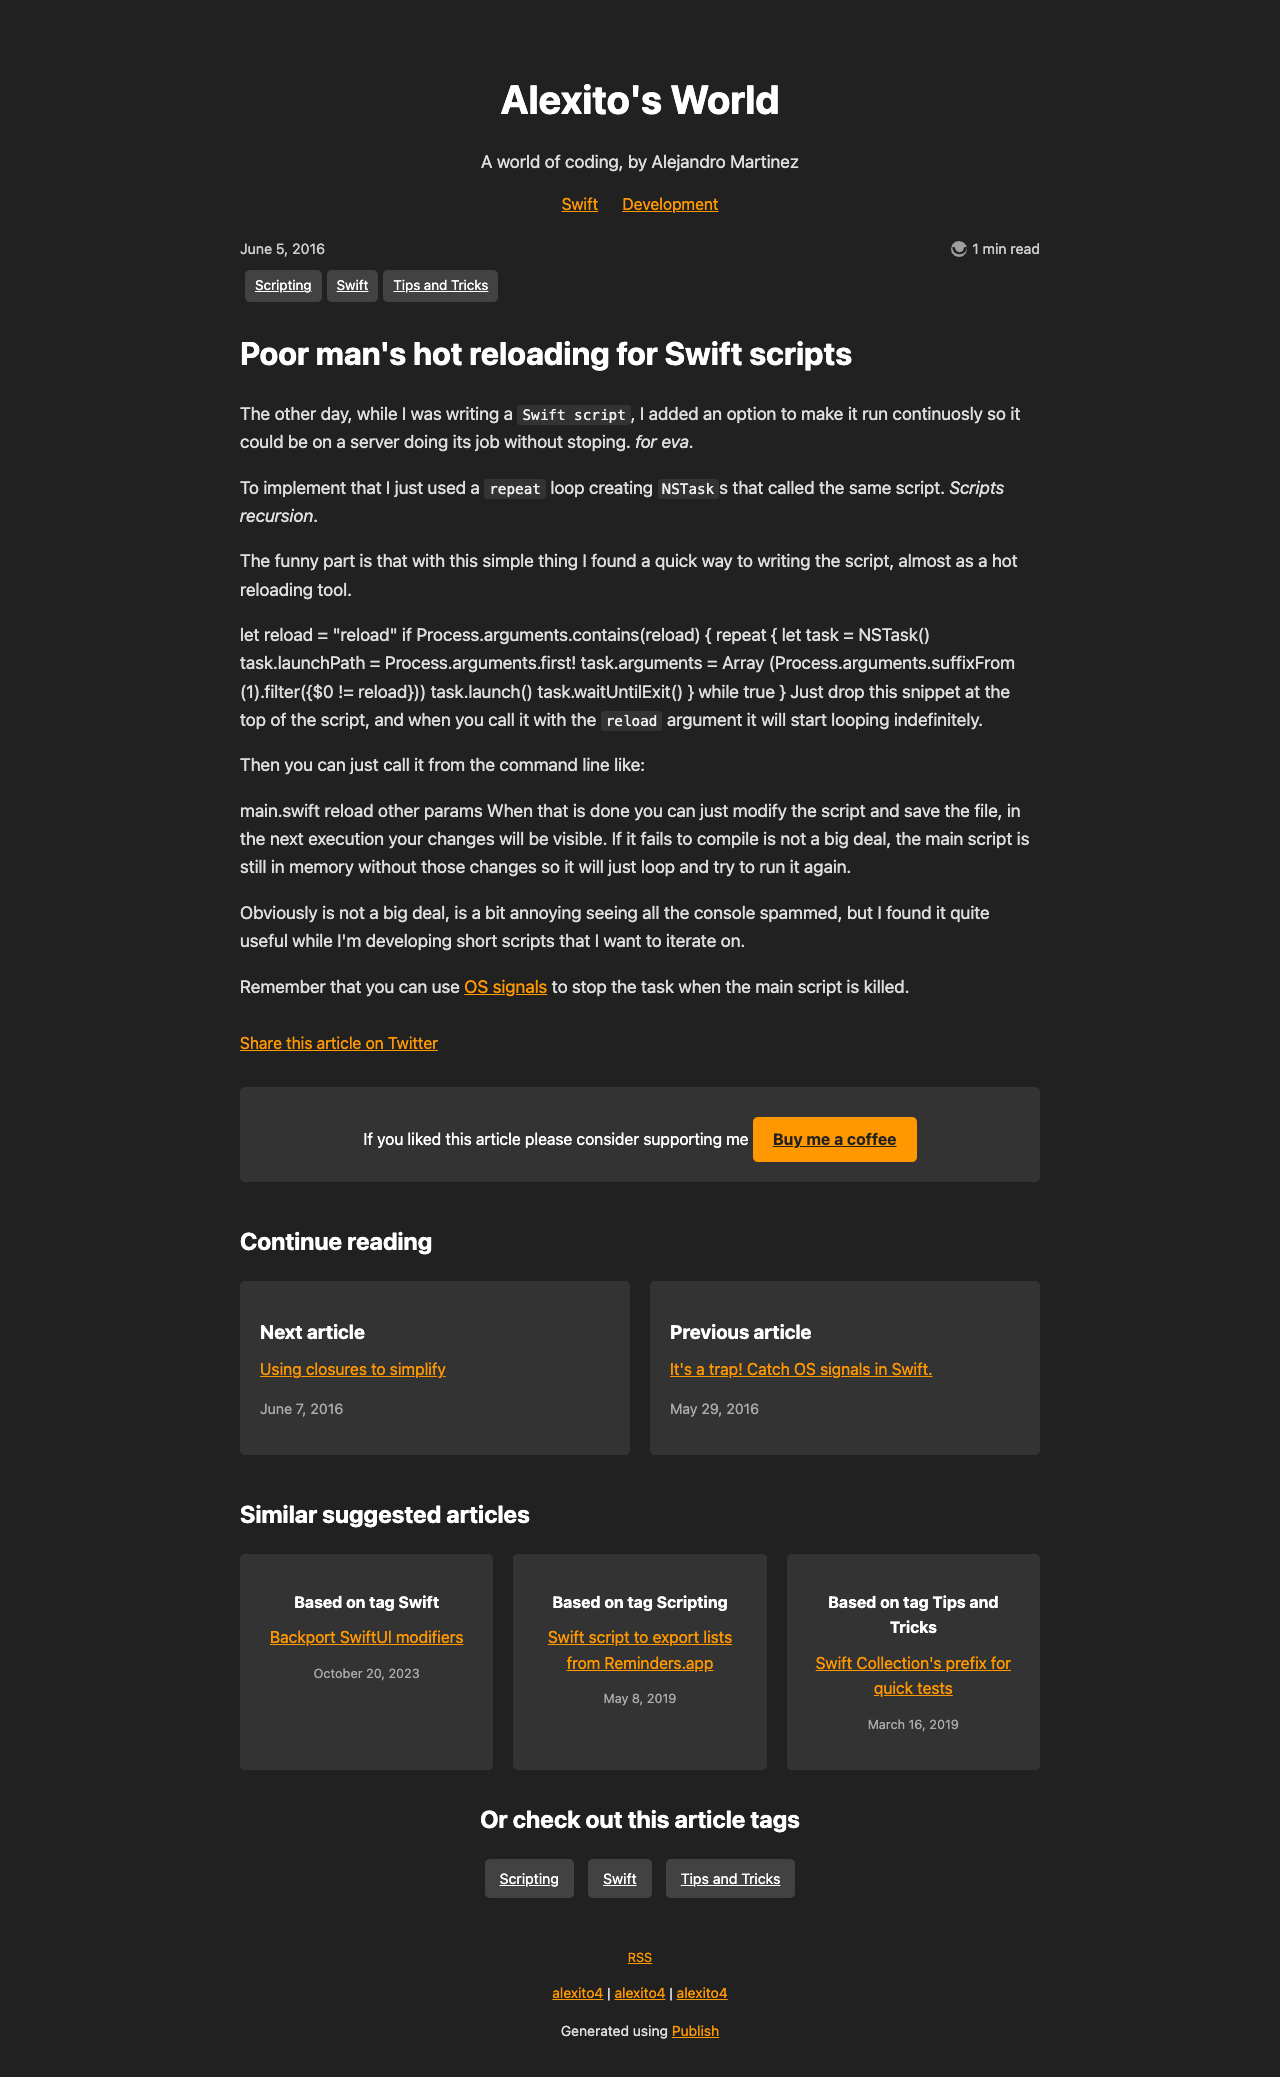 Alexito's World
A world of coding, by Alejandro Martinez
Swift Development
June 5, 2016
1 min read
Scripting Swift Tips and Tricks
Poor man's hot reloading for Swift scripts
The other day, while I was writing a Swift script, I added an option to make it run continuosly so it
could be on a server doing its job without stoping. for eva.
To implement that I just used a repeat loop creating NSTasks that called the same script. Scripts
recursion.
The funny part is that with this simple thing I found a quick way to writing the script, almost as a hot
reloading tool.
let reload = "reload" if Process.arguments.contains(reload) { repeat { let task = NSTask()
task.launchPath = Process.arguments.first! task.arguments = Array (Process.arguments.suffixFrom
(1).filter({$0 != reload})) task.launch() task.waitUntilExit() } while true } Just drop this snippet at the
top of the script, and when you call it with the reload argument it will start looping indefinitely.
Then you can just call it from the command line like:
main.swift reload other params When that is done you can just modify the script and save the file, in
the next execution your changes will be visible. If it fails to compile is not a big deal, the main script is
still in memory without those changes so it will just loop and try to run it again.
Obviously is not a big deal, is a bit annoying seeing all the console spammed, but I found it quite
useful while I'm developing short scripts that I want to iterate on.
Remember that you can use OS signals to stop the task when the main script is killed.
Share this article on Twitter
If you liked this article please consider supporting me Buy me a coffee
Continue reading
Next article
Using closures to simplify
June 7, 2016
Previous article
It's a trap! Catch OS signals in Swift.
May 29, 2016
Similar suggested articles
Based on tag Swift
Backport SwiftUI modifiers
October 20, 2023
Based on tag Scripting
Swift script to export lists
from Reminders.app
May 8, 2019
Based on tag Tips and
Tricks
Swift Collection's prefix for
quick tests
March 16, 2019
Or check out this article tags
Scripting Swift Tips and Tricks
RSS
alexito4 | alexito4 | alexito4
Generated using Publish